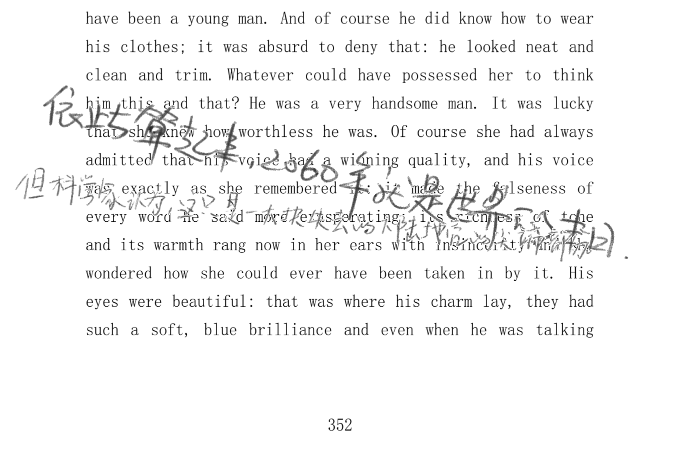 have been a young man. And of course he did know how to wear
his clothes; it was absurd to deny that: he looked neat and
clean and trim. Whatever could have possessed her to think
him this and that? He was a very handsome man. It was lucky
依此算起来2060年就是世界末日.
that she knew how worthless he was. Of course she had always
admitted that his voice had a winning quality, and his voice
但科学家认为
was exactly as she remembered it: it made the falseness of
every word he said more exasperating; its richness of tone
and its warmth rang now in her ears with insincerity and she
wondered how she could ever have been taken in by it. His
eyes were beautiful: that was where his charm lay, they had
such a soft, blue brilliance and even when he was talking
352